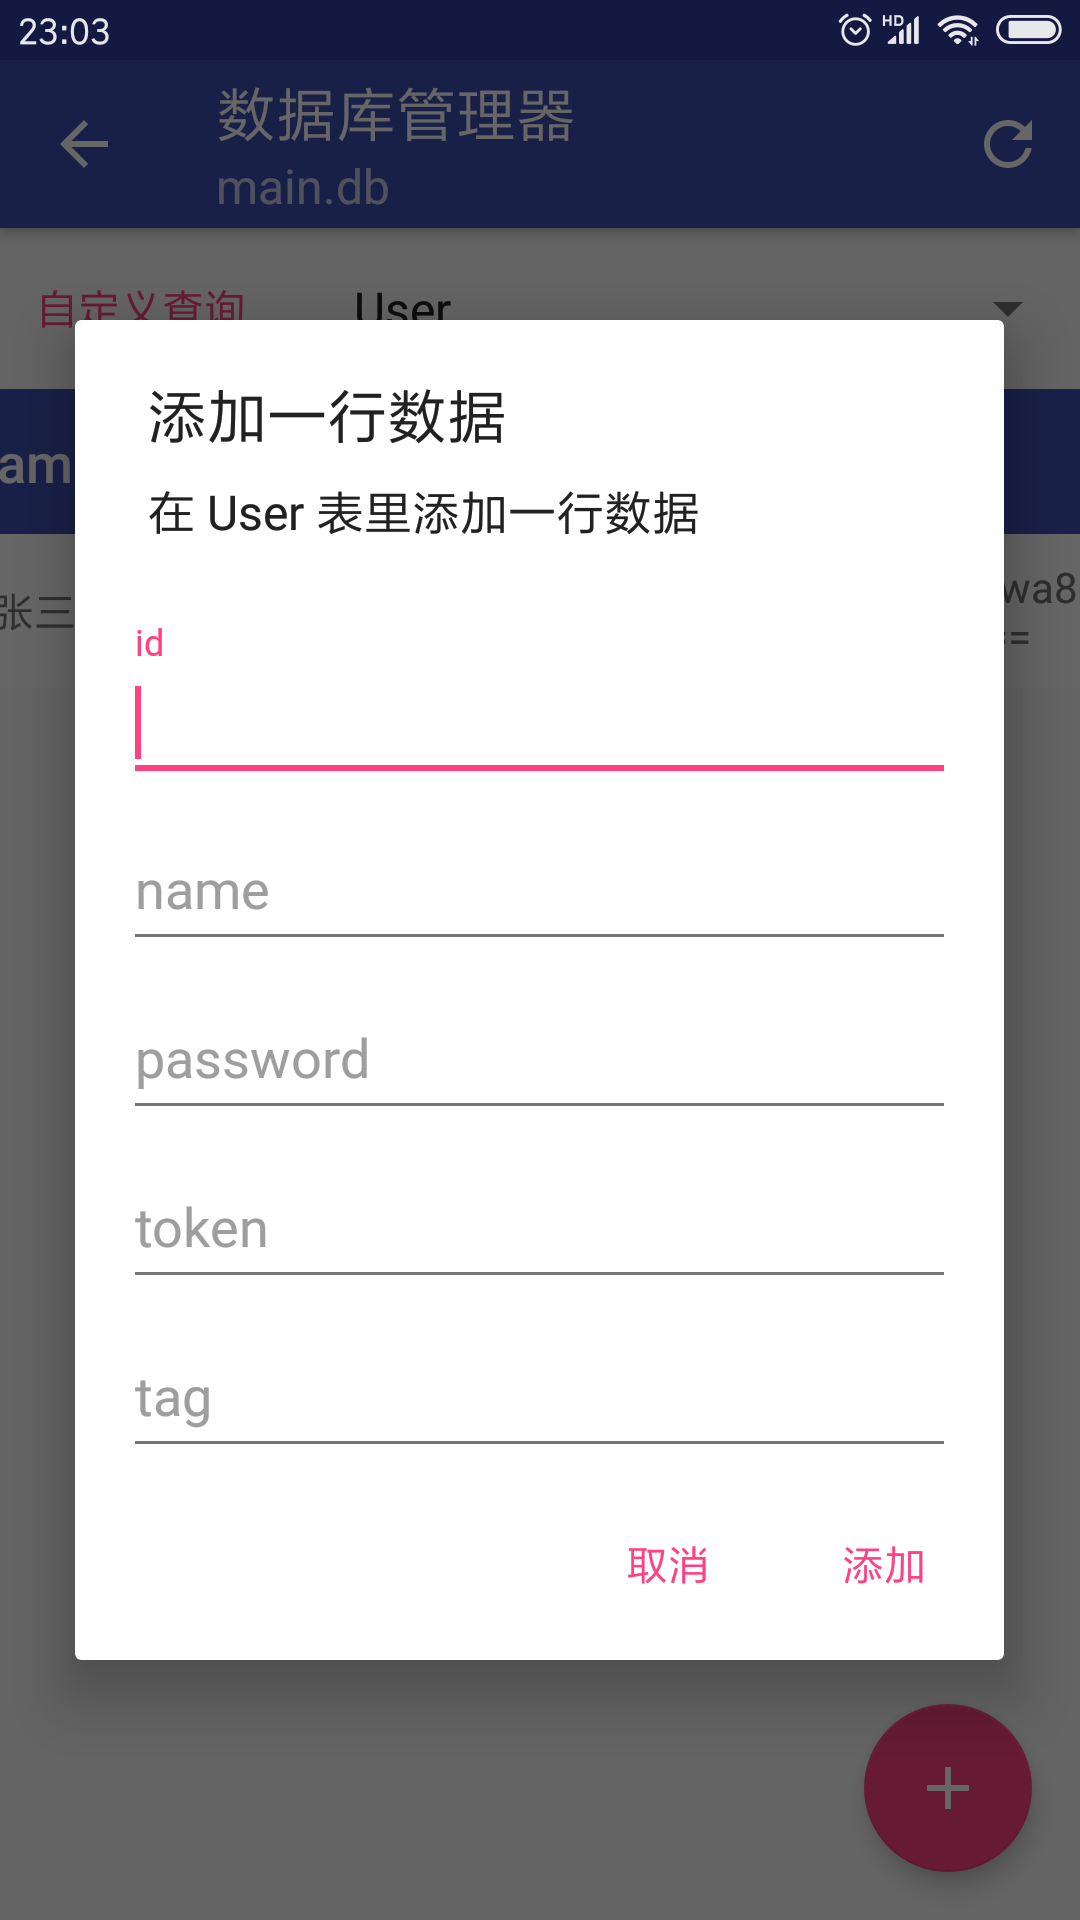 23:03
HD
数据库管理器
main.db
自定义查询 User
am
张三
wa8
==
添加一行数据
在 User 表里添加一行数据
id
name
password
token
tag
取消 添加